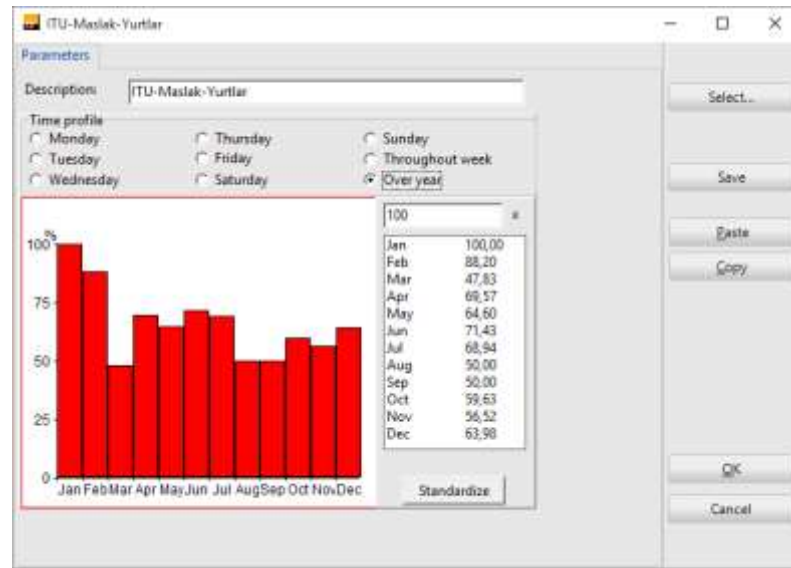 ITU-Maslak-Yurtlar
Parameters
Description: ITU-Maslak-Yurtlar
Time profile
Monday Thursday Sunday
Tuesday Friday Throughout week
Wednesday Saturday Over year
100
Jan 100,00
Feb 88,20
Mar 47,83
Apr 69,57
May 64,60
Jun 71,43
Jul 68,94
Aug 50,00
Sep 50,00
Oct 59,63
Nov 56,52
Dec 63,98
Standardize
%
100
75
50
25
0
Jan Feb Mar Apr May Jun Jul Aug Sep Oct Nov Dec
Select...
Save
Paste
Copy
OK
Cancel